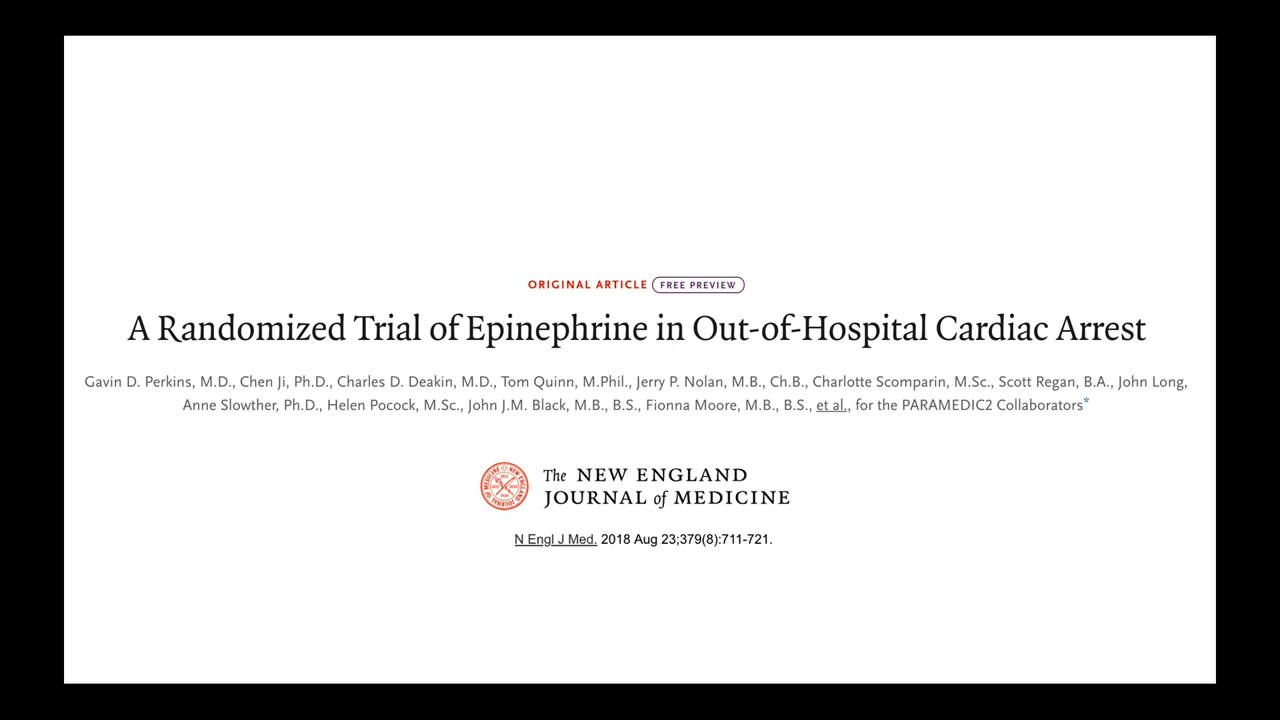 ORIGINAL ARTICLE FREE PREVIEW
A Randomized Trial of Epinephrine in Out-of-Hospital Cardiac Arrest
Gavin D. Perkins, M.D., Chen Ji, Ph.D., Charles D. Deakin, M.D., Tom Quinn, M.Phil., Jerry P. Nolan, M.B., Ch.B., Charlotte Scomparin, M.Sc., Scott Regan, B.A., John Long,
Anne Slowther, Ph.D., Helen Pocock, M.Sc., John J.M. Black, M.B., B.S., Fionna Moore, M.B., B.S., et al., for the PARAMEDIC2 Collaborators*
The NEW ENGLAND
JOURNAL of MEDICINE
N Engl J Med. 2018 Aug 23;379(8):711-721.